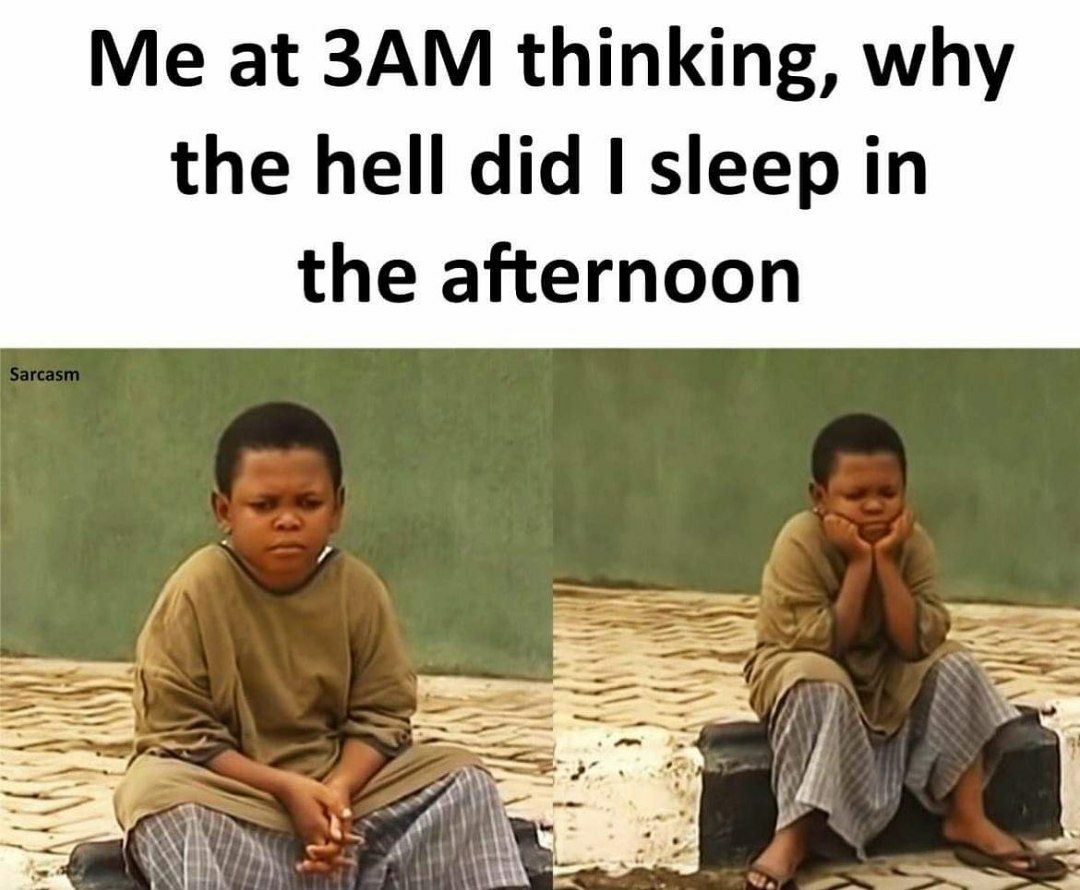 Me at 3AM thinking, why
the hell did I sleep in
the afternoon
Sarcasm